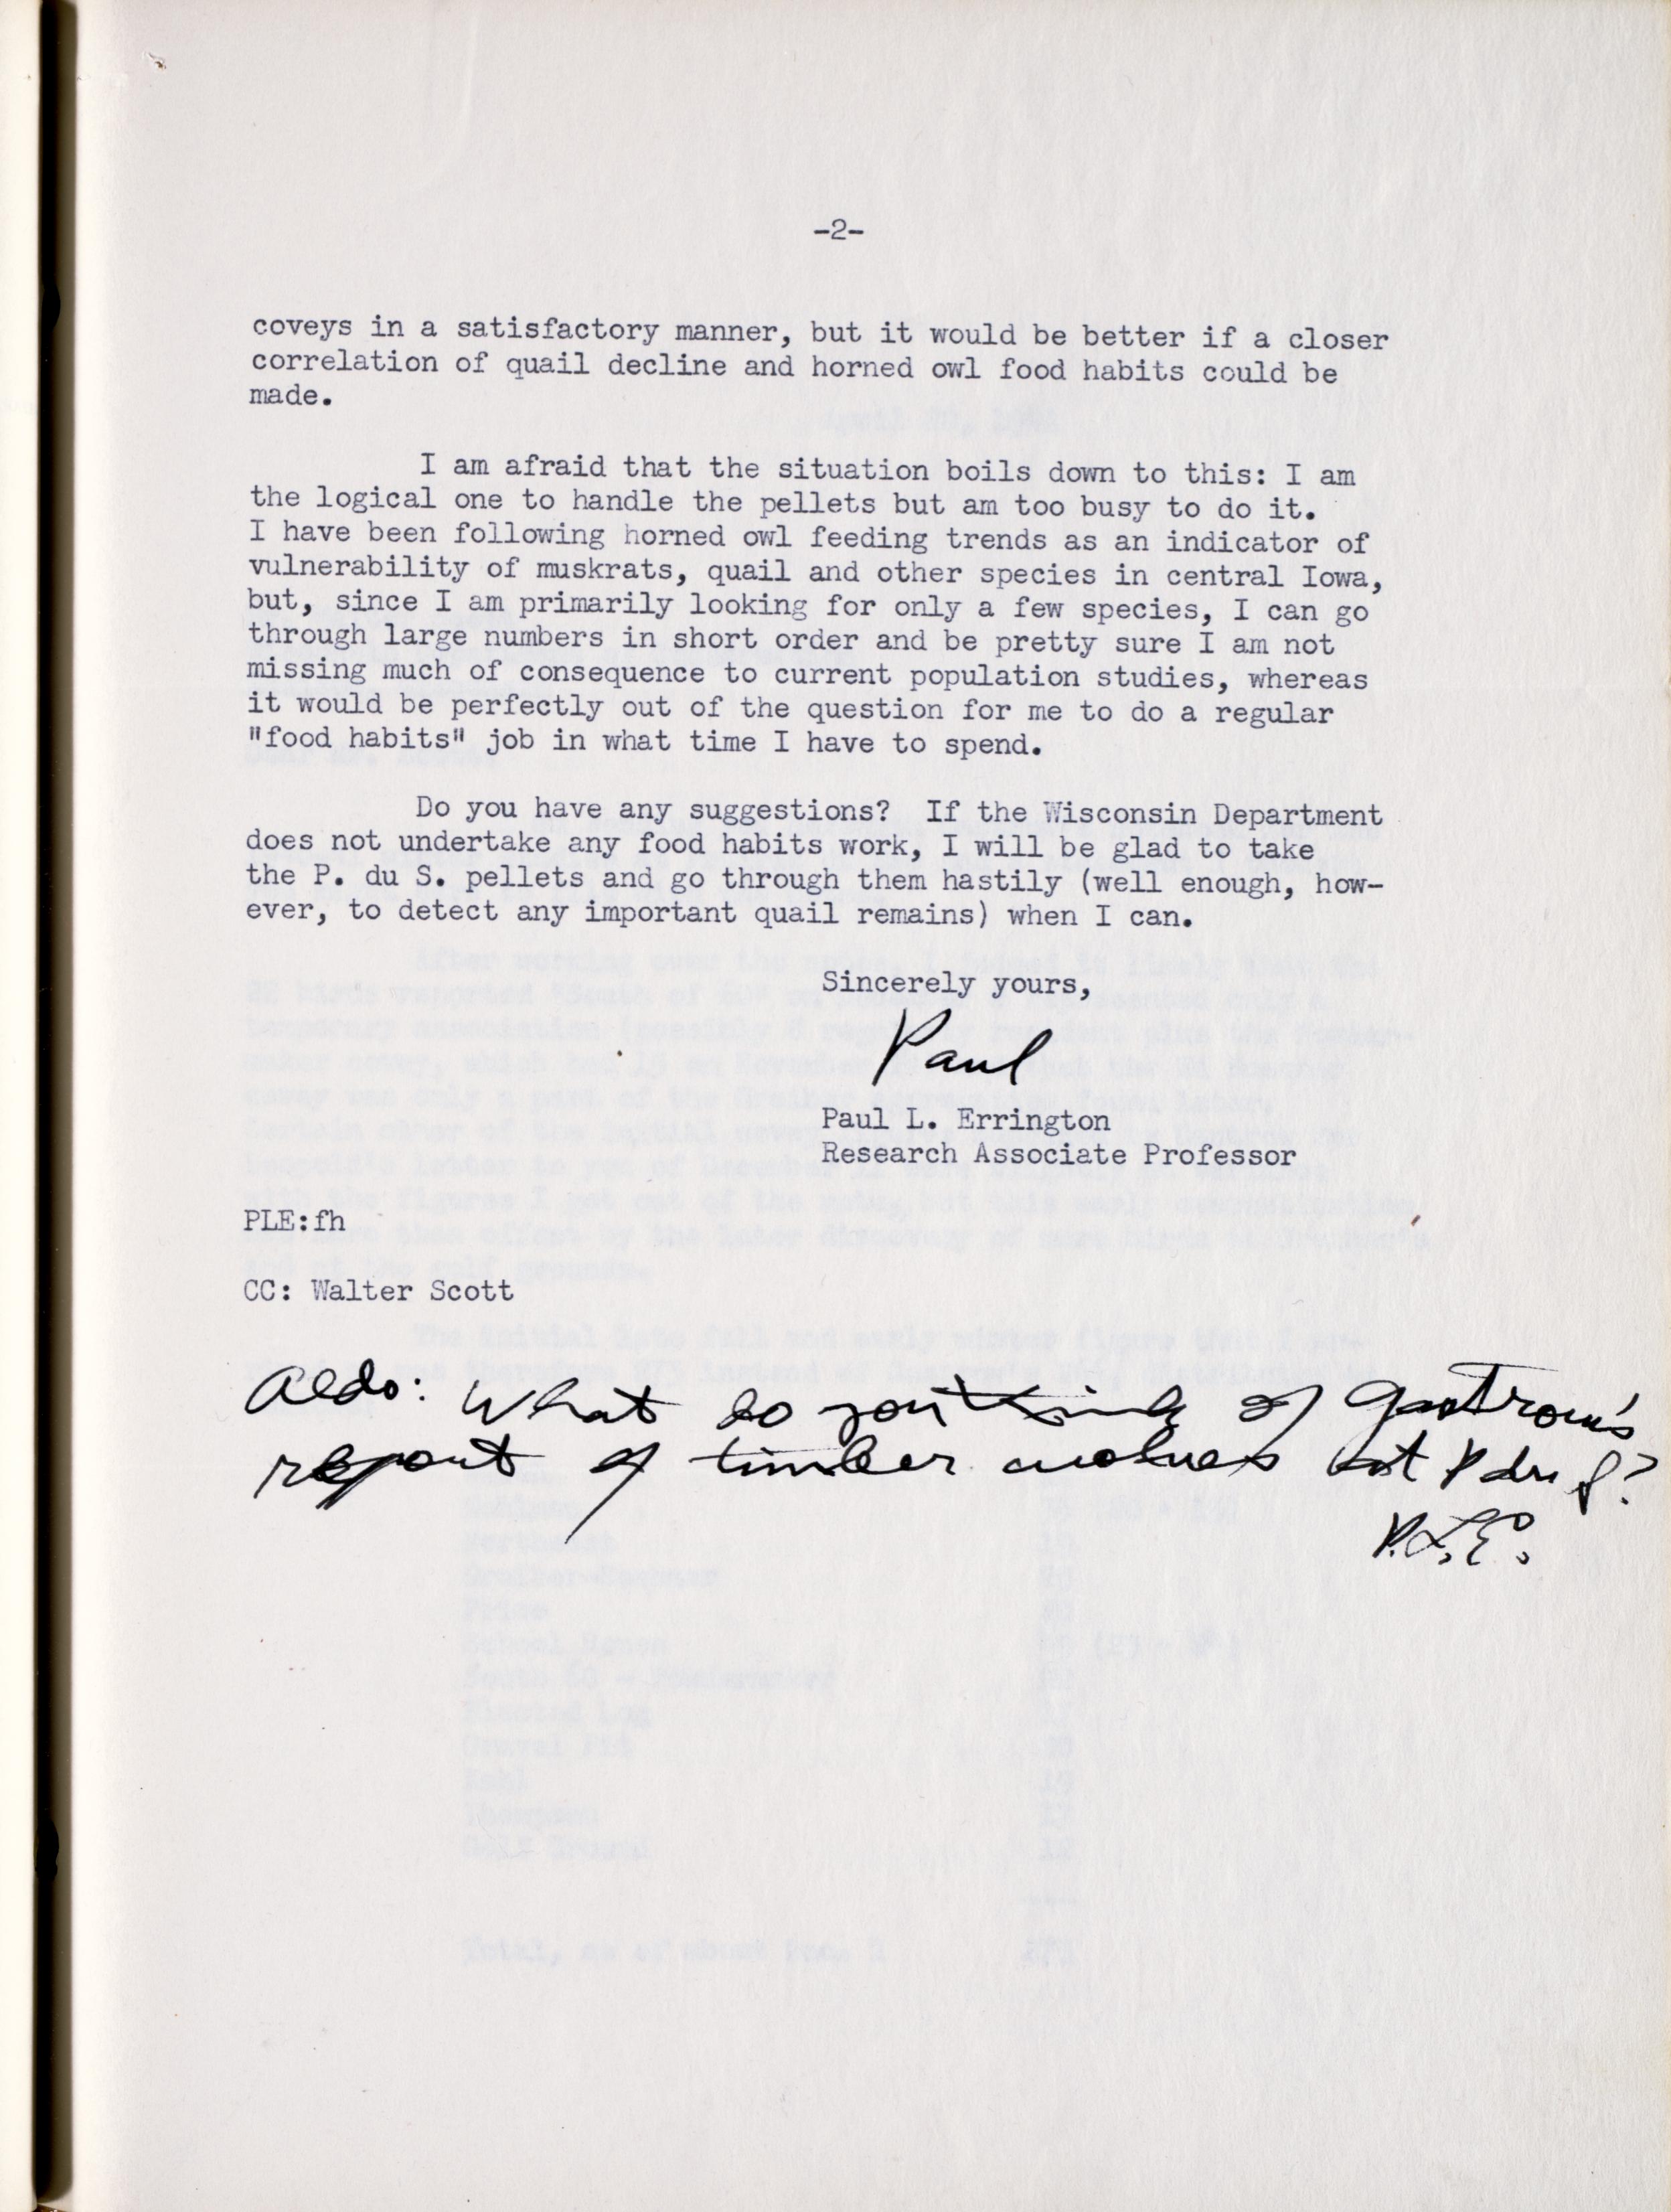 -2-
coveys in a satisfactory manner, but it would be better if a closer
correlation of quail decline and horned owl food habits could be
made.
I am afraid that the situation boils down to this: I am
the logical one to handle the pellets but am too busy to do it.
I have been following horned owl feeding trends as an indicator of
vulnerability of muskrats, quail and other species in central Iowa,
but, since I am primarily looking for only a few species, I can go
through large numbers in short order and be pretty sure I am not
missing much of consequence to current population studies, whereas
it would be perfectly out of the question for me to do a regular
"food habits" job in what time I have to spend.
Do you have any suggestions? If the Wisconsin Department
does not undertake any food habits work, I will be glad to take
the P. du S. pellets and go through them hastily (well enough, how-
ever, to detect any important quail remains) when I can.
Sincerely yours,
Paul
Paul L. Errington
Research Associate Professor
PLE:fh
CC: Walter Scott
Aldo: What do you think of Gastrow's
report of timber wolves at P du S?
P.L.E.